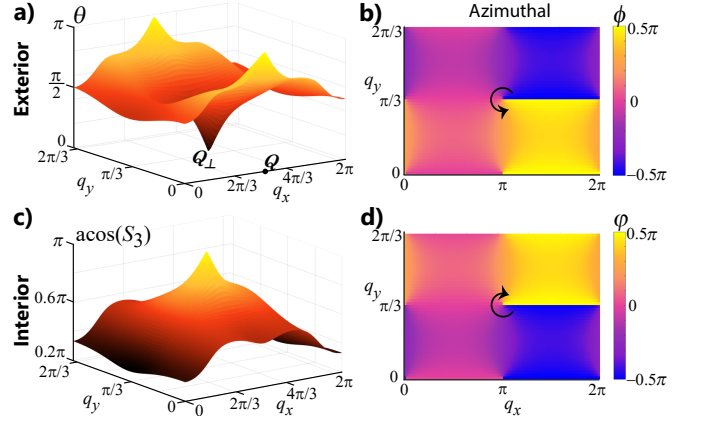 a)
θ
Exterior
π
π/2
0
2π/3
π/3
0
q_y
Q_⊥
Q
0
2π/3
4π/3
2π
q_x
b)
Azimuthal
ϕ
2π/3
q_y
π/3
0
0
π
2π
0.5π
0
−0.5π
c)
acos(S_3)
Interior
π
0.6π
0.2π
2π/3
π/3
0
q_y
0
2π/3
4π/3
2π
q_x
d)
φ
2π/3
q_y
π/3
0
0
π
2π
q_x
0.5π
0
−0.5π